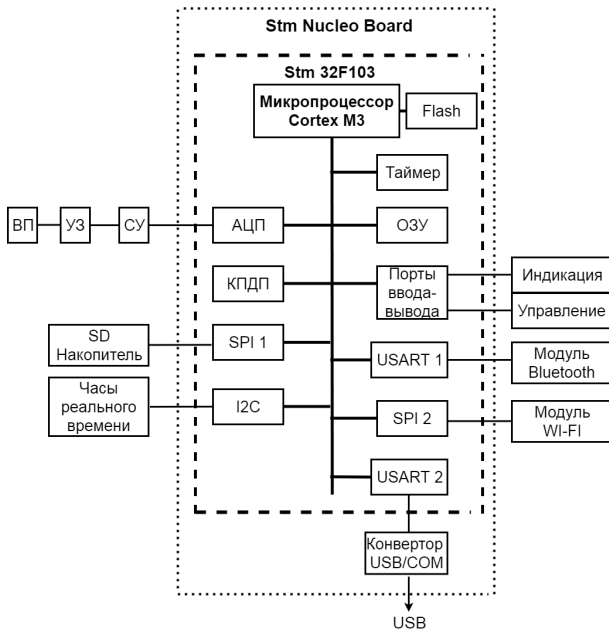 Stm Nucleo Board
Stm 32F103
Микропроцессор
Cortex M3
Flash
Таймер
ВП
УЗ
СУ
АЦП
ОЗУ
КПДП
Порты
ввода-
вывода
Индикация
Управление
SD
Накопитель
SPI 1
USART 1
Модуль
Bluetooth
Часы
реального
времени
I2C
SPI 2
Модуль
WI-FI
USART 2
Конвертор
USB/COM
USB